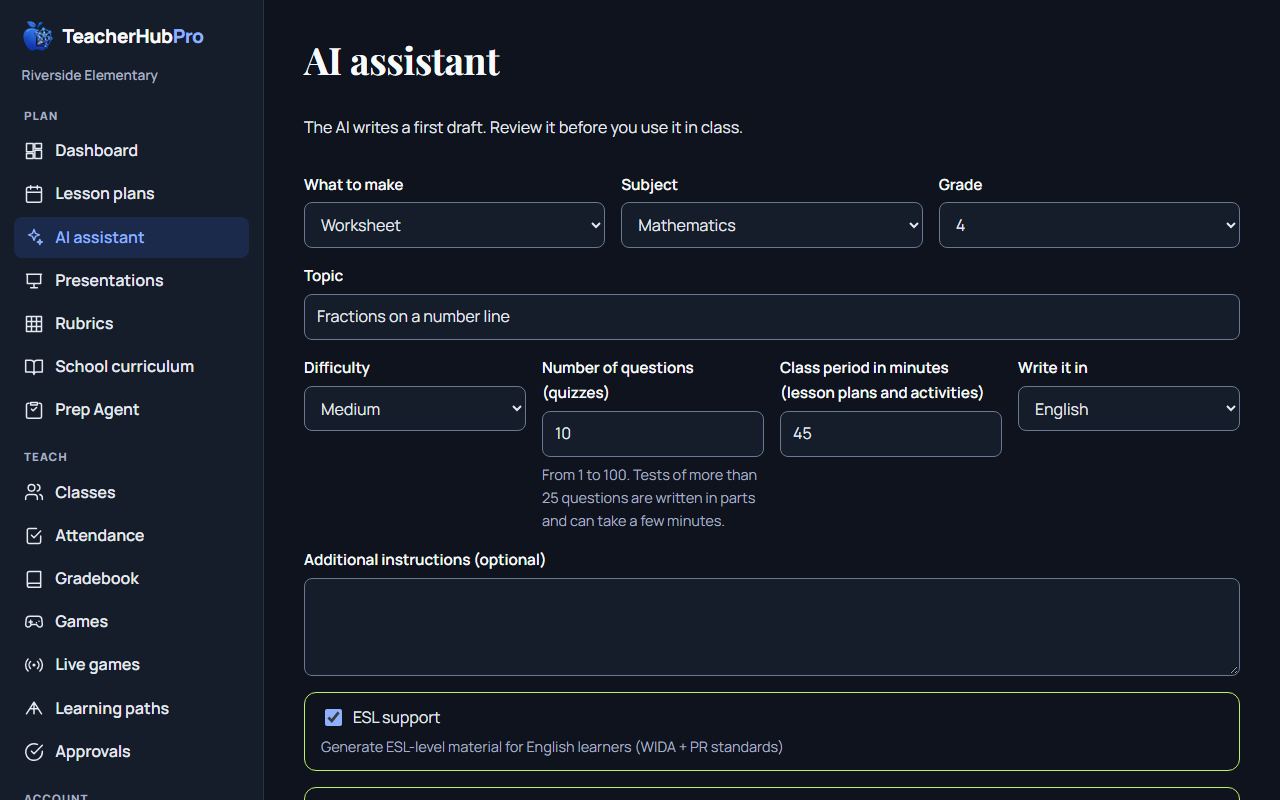 TeacherHubPro
Riverside Elementary
PLAN
Dashboard
Lesson plans
AI assistant
Presentations
Rubrics
School curriculum
Prep Agent
TEACH
Classes
Attendance
Gradebook
Games
Live games
Learning paths
Approvals
ACCOUNT
AI assistant
The AI writes a first draft. Review it before you use it in class.
What to make
Worksheet
Subject
Mathematics
Grade
4
Topic
Fractions on a number line
Difficulty
Medium
Number of questions
(quizzes)
10
From 1 to 100. Tests of more than
25 questions are written in parts
and can take a few minutes.
Class period in minutes
(lesson plans and activities)
45
Write it in
English
Additional instructions (optional)
ESL support
Generate ESL-level material for English learners (WIDA + PR standards)